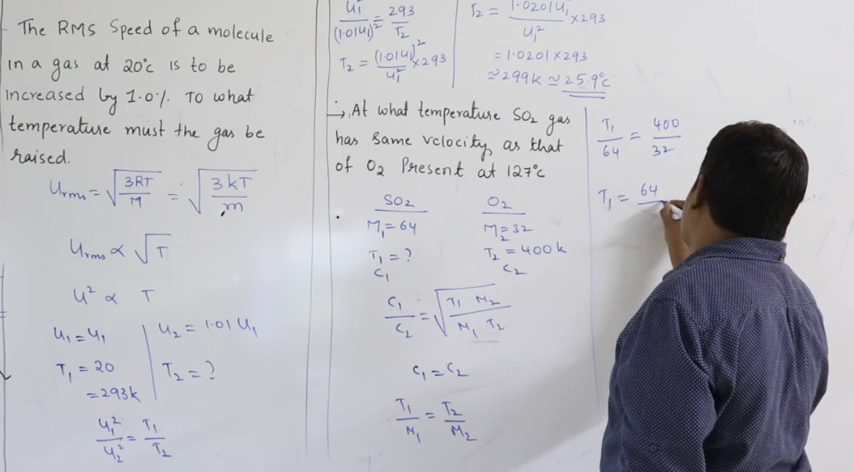 The RMS Speed of a molecule
in a gas at 20°c is to be
increased by 1.0%. To what
temperature must the gas be
raised.
Urms = √(3RT/M) = √(3kT/m)
Urms ∝ √T
U² ∝ T
U₁ = U₁
U₂ = 1.01 U₁
T₁ = 20
= 293k
T₂ = ?
U₁²/U₂² = T₁/T₂
U₁²/(1.01U₁)² = 293/T₂
T₂ = (1.01U₁)²/U₁² × 293
T₂ = 1.0201U₁²/U₁² × 293
= 1.0201 × 293
≃ 299k ≃ 25.9°c
At what temperature SO₂ gas
has same velocity as that
of O₂ Present at 127°c
SO₂
M₁ = 64
T₁ = ?
C₁
O₂
M₂ = 32
T₂ = 400k
C₂
C₁/C₂ = √(T₁ M₂/M₁ T₂)
C₁ = C₂
T₁/M₁ = T₂/M₂
T₁/64 = 400/32
T₁ = 64